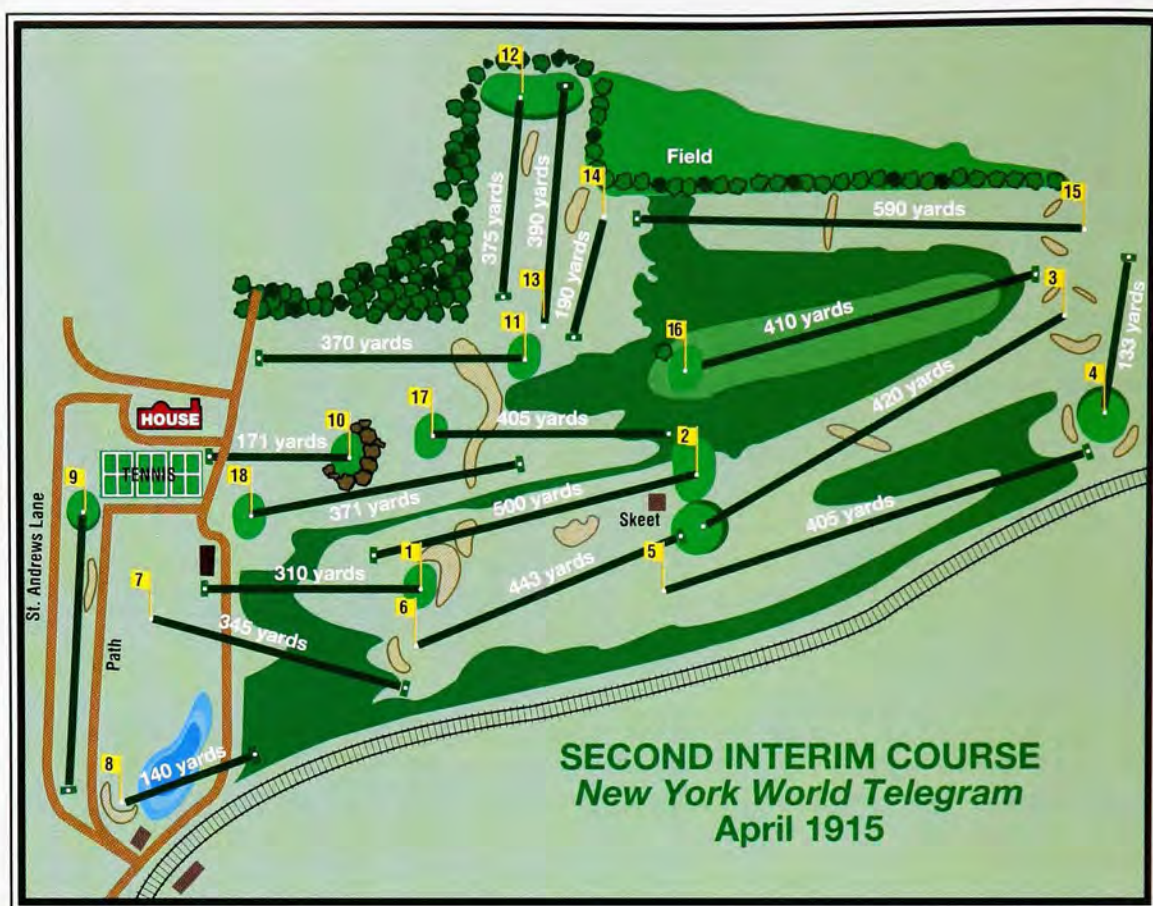 12
Field
14
15
375 yards
390 yards
590 yards
190 yards
13
3
133 yards
11
16
410 yards
370 yards
4
420 yards
HOUSE
17
405 yards
10
2
171 yards
TENNIS
9
18
371 yards
500 yards
Skeet
405 yards
St. Andrews Lane
1
443 yards
5
310 yards
7
6
345 yards
Path
8
140 yards
SECOND INTERIM COURSE
New York World Telegram
April 1915